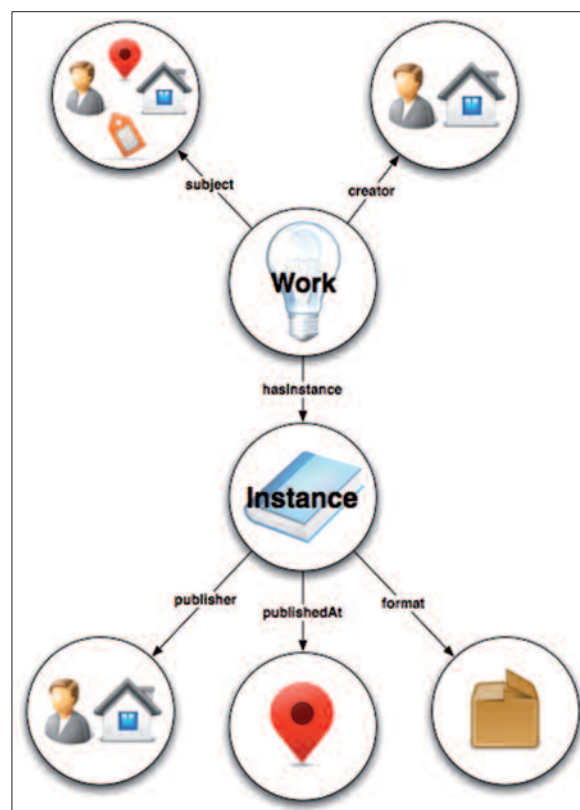 subject
creator
Work
hasInstance
Instance
publisher
publishedAt
format